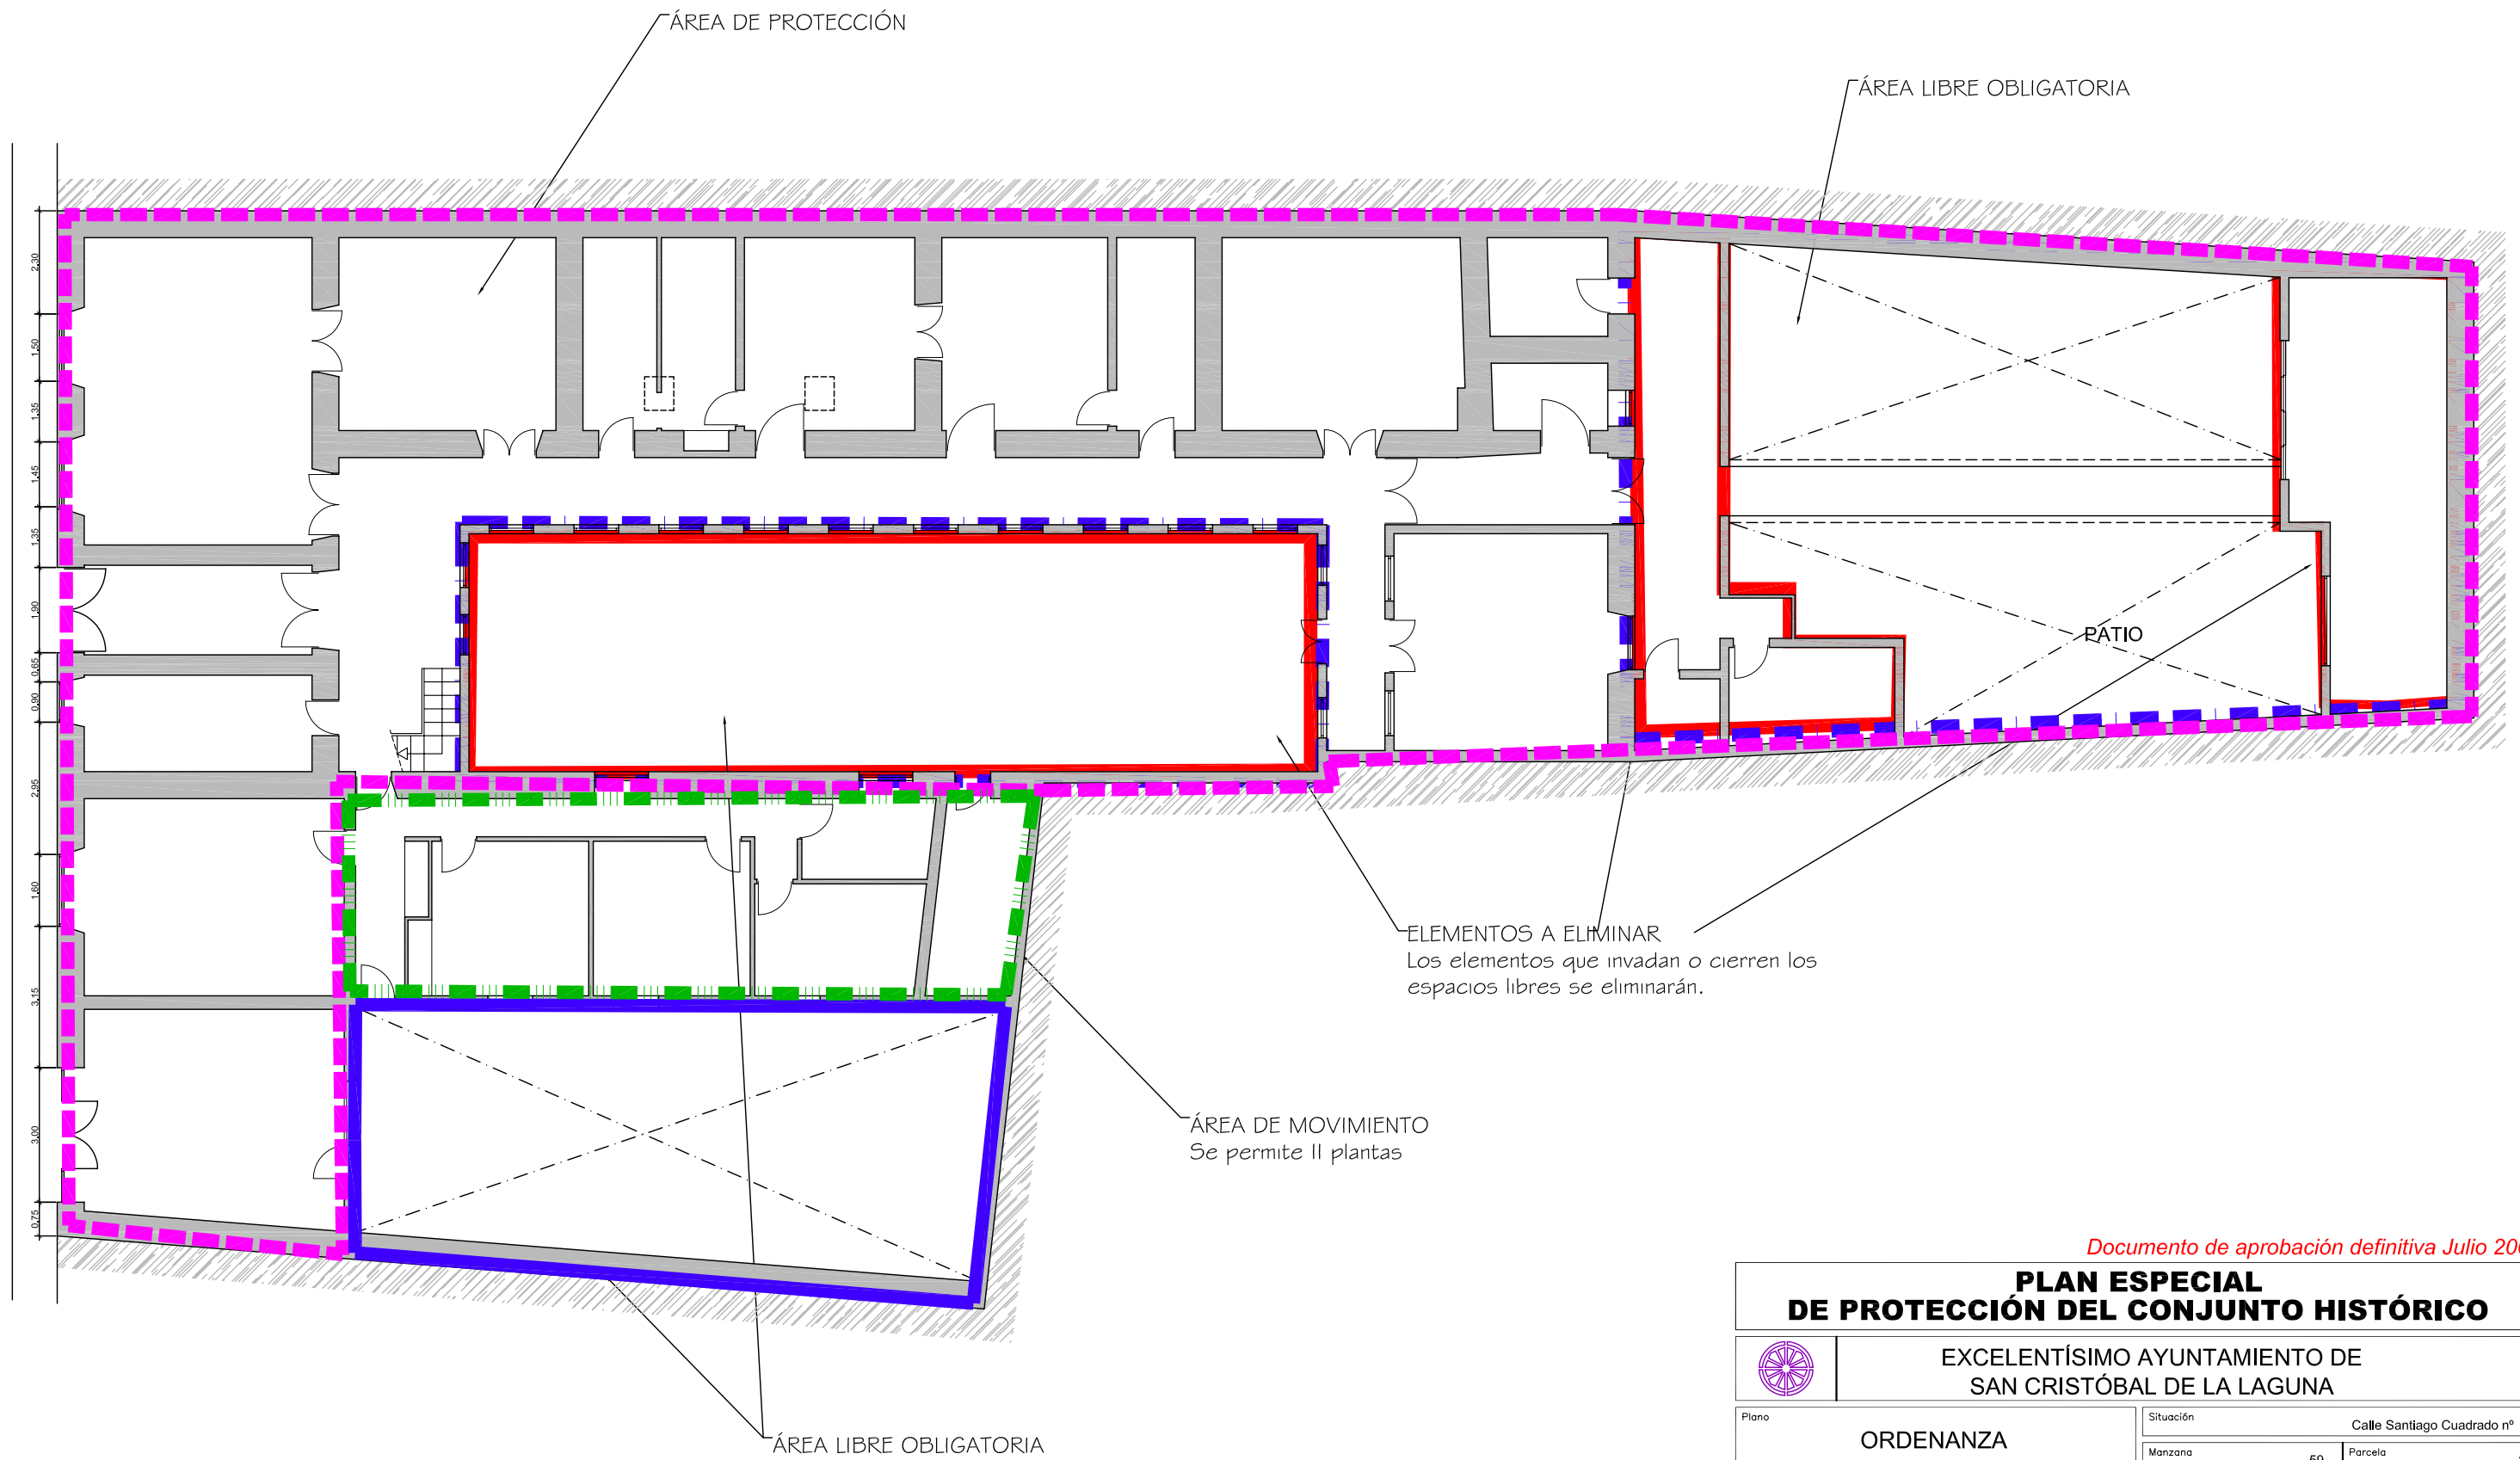 ÁREA DE PROTECCIÓN
ÁREA LIBRE OBLIGATORIA
2,30
1,50
1,35
1,45
1,35
1,90
0,65
0,90
2,95
1,60
3,15
3,00
0,75
PATIO
ELEMENTOS A ELIMINAR
Los elementos que invadan o cierren los
espacios libres se eliminarán.
ÁREA DE MOVIMIENTO
Se permite II plantas
ÁREA LIBRE OBLIGATORIA
Documento de aprobación definitiva Julio
PLAN ESPECIAL
DE PROTECCIÓN DEL CONJUNTO HISTÓRICO
EXCELENTÍSIMO AYUNTAMIENTO DE
SAN CRISTÓBAL DE LA LAGUNA
Plano
ORDENANZA
Situación
Calle Santiago Cuadrado nº
Manzana
Parcela